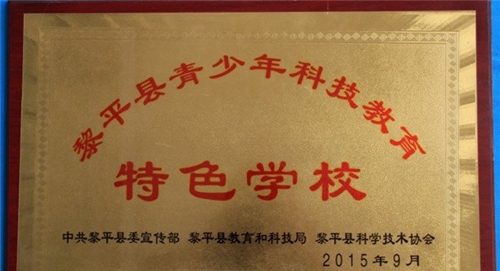 黎平县青少年科技教育
特色学校
中共黎平县委宣传部 黎平县教育和科技局 黎平县科学技术协会
2015年9月